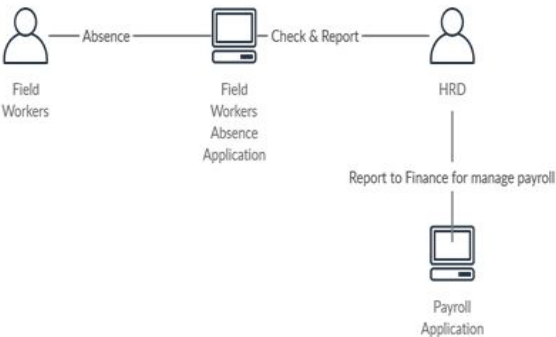 Absence
Check & Report
Field
Workers
Field
Workers
Absence
Application
HRD
Report to Finance for manage payroll
Payroll
Application